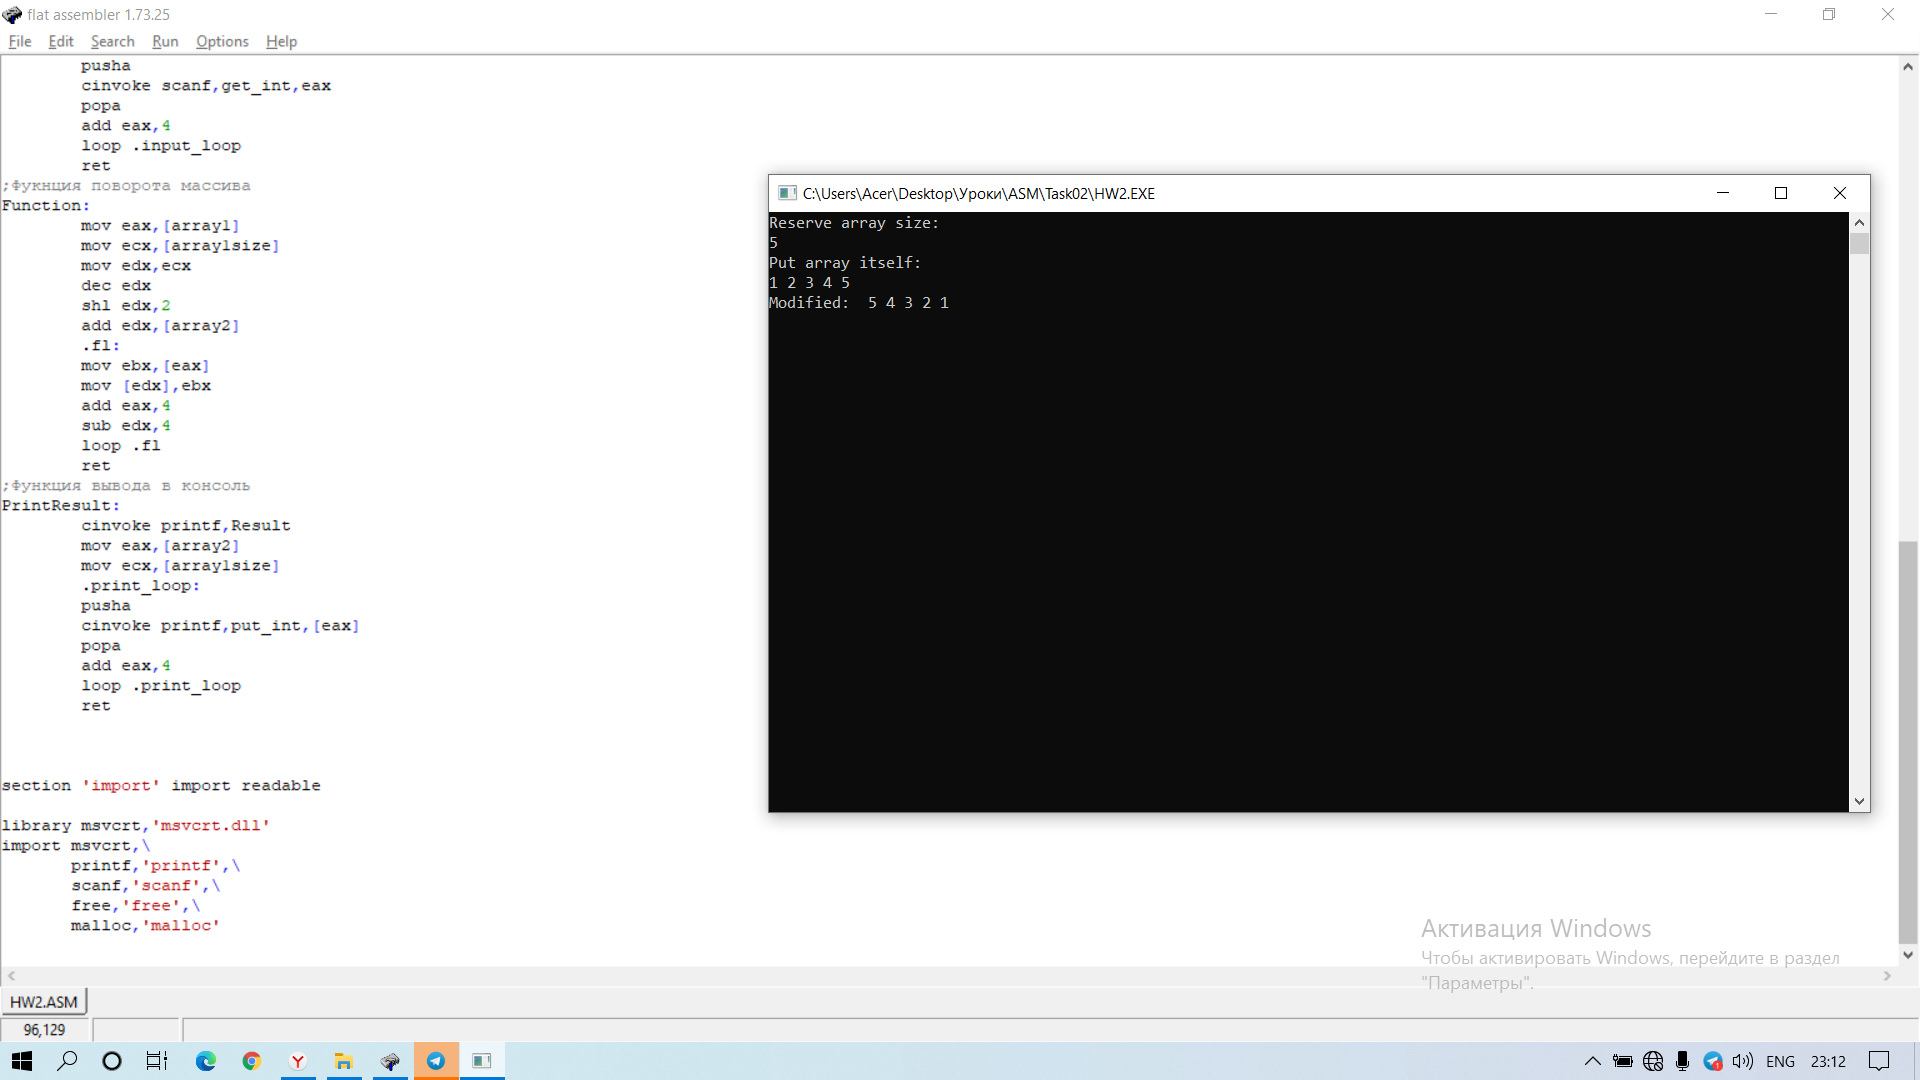 flat assembler 1.73.25
File Edit Search Run Options Help
pusha
cinvoke scanf,get_int,eax
popa
add eax,4
loop .input_loop
ret
;Фукнция поворота массива
Function:
mov eax,[array1]
mov ecx,[array1size]
mov edx,ecx
dec edx
shl edx,2
add edx,[array2]
.fl:
mov ebx,[eax]
mov [edx],ebx
add eax,4
sub edx,4
loop .fl
ret
;Функция вывода в консоль
PrintResult:
cinvoke printf,Result
mov eax,[array2]
mov ecx,[array1size]
.print_loop:
pusha
cinvoke printf,put_int,[eax]
popa
add eax,4
loop .print_loop
ret
section 'import' import readable
library msvcrt,'msvcrt.dll'
import msvcrt,\
printf,'printf',\
scanf,'scanf',\
free,'free',\
malloc,'malloc'
C:\Users\Acer\Desktop\Уроки\ASM\Task02\HW2.EXE
Reserve array size:
5
Put array itself:
1 2 3 4 5
Modified:  5 4 3 2 1
Активация Windows
Чтобы активировать Windows, перейдите в раздел
"Параметры".
HW2.ASM
96,129
ENG 23:12